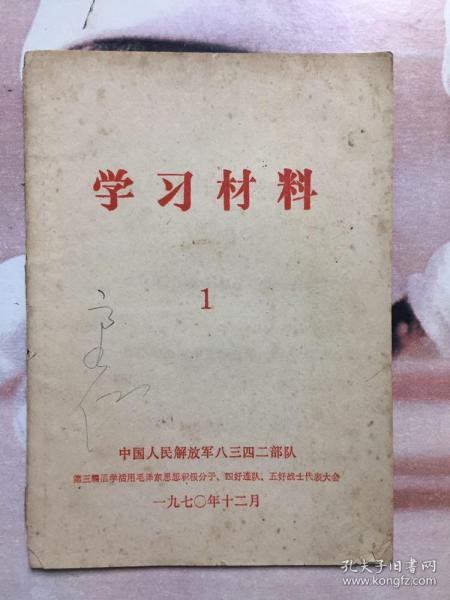 学习材料
1
中国人民解放军八三四二部队
第三届活学活用毛泽东思想积极分子、四好连队、五好战士代表大会
一九七〇年十二月
孔夫子旧书网
www.kongfz.com